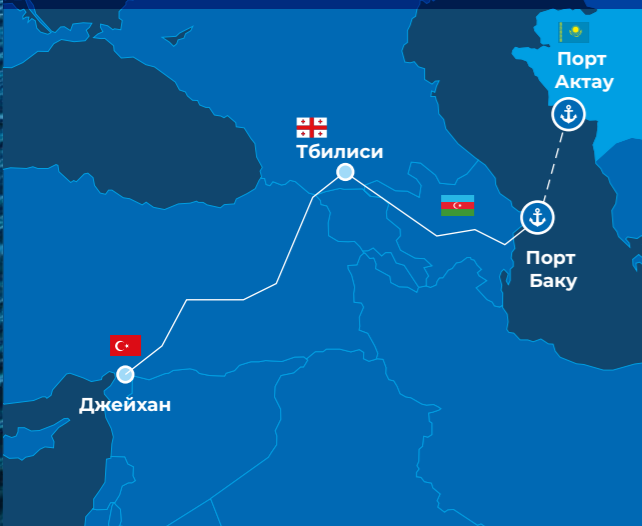 Порт
Актау
Тбилиси
Порт
Баку
Джейхан